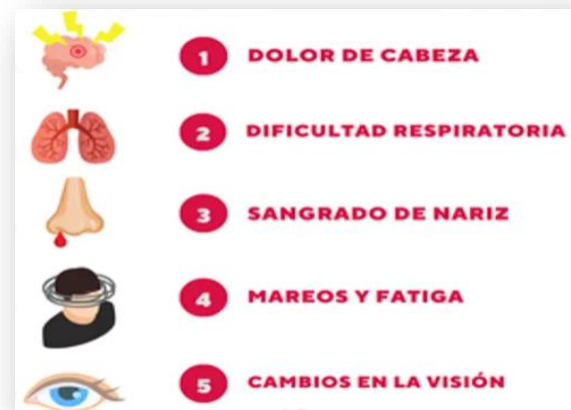 1 DOLOR DE CABEZA
2 DIFICULTAD RESPIRATORIA
3 SANGRADO DE NARIZ
4 MAREOS Y FATIGA
5 CAMBIOS EN LA VISIÓN